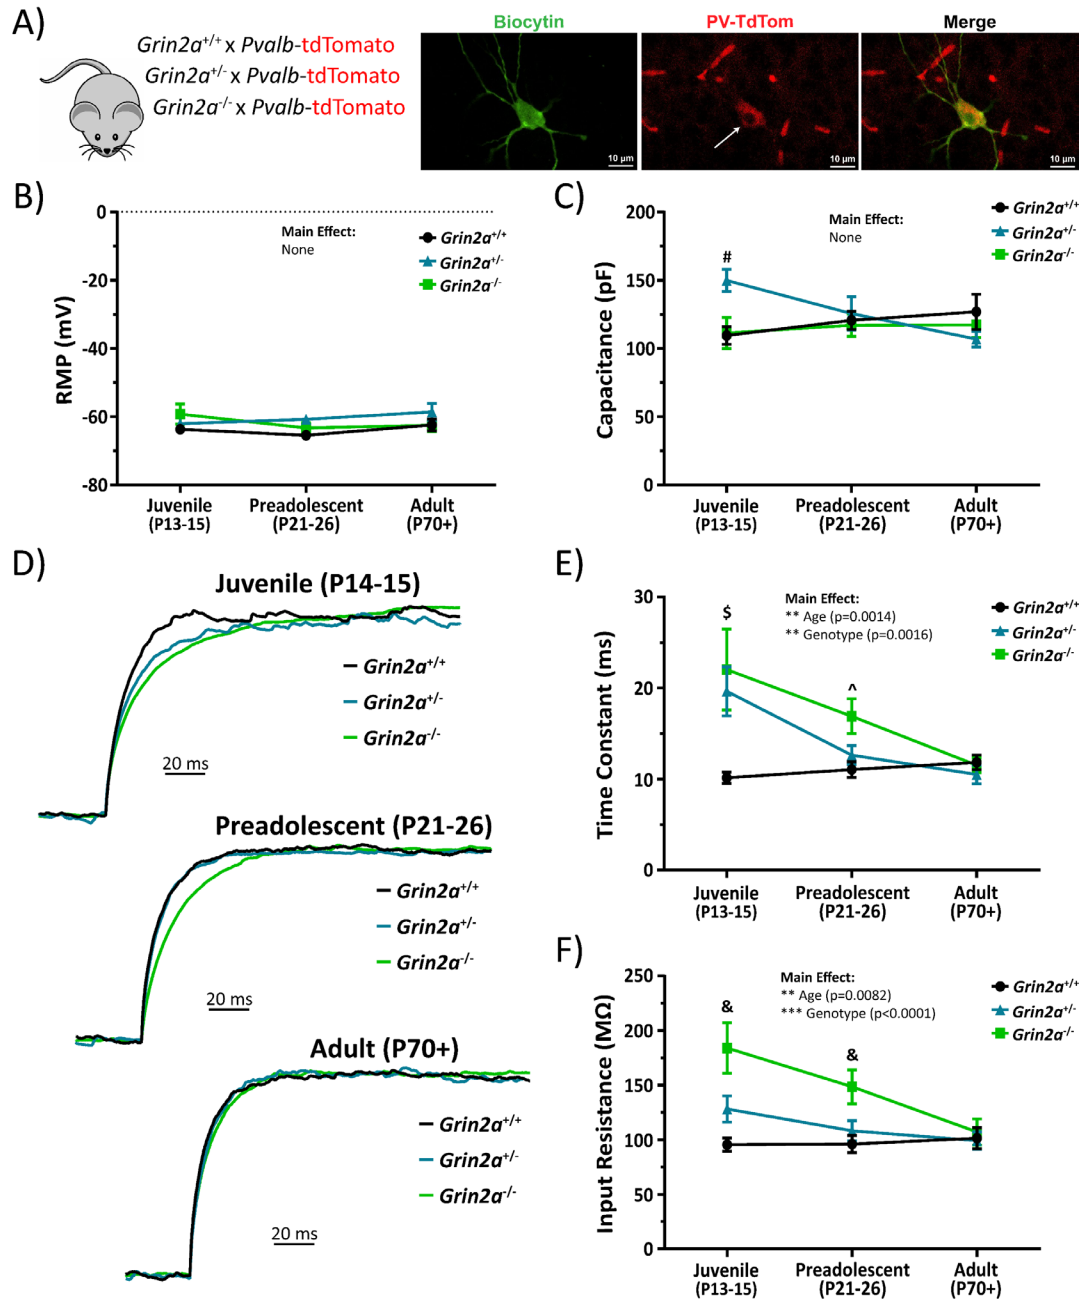 A)
Grin2a+/+ x Pvalb-tdTomato
Grin2a+/- x Pvalb-tdTomato
Grin2a-/- x Pvalb-tdTomato
Biocytin
PV-TdTom
Merge
10 µm
10 µm
10 µm
B)
0
-20
-40
-60
-80
RMP (mV)
Main Effect:
None
Grin2a+/+
Grin2a+/-
Grin2a-/-
Juvenile
(P13-15)
Preadolescent
(P21-26)
Adult
(P70+)
C)
200
150
100
50
0
Capacitance (pF)
#
Main Effect:
None
Grin2a+/+
Grin2a+/-
Grin2a-/-
Juvenile
(P13-15)
Preadolescent
(P21-26)
Adult
(P70+)
D)
Juvenile (P14-15)
Grin2a+/+
Grin2a+/-
Grin2a-/-
20 ms
Preadolescent (P21-26)
Grin2a+/+
Grin2a+/-
Grin2a-/-
20 ms
Adult (P70+)
Grin2a+/+
Grin2a+/-
Grin2a-/-
20 ms
E)
30
20
10
0
Time Constant (ms)
$
^
Main Effect:
** Age (p=0.0014)
** Genotype (p=0.0016)
Grin2a+/+
Grin2a+/-
Grin2a-/-
Juvenile
(P13-15)
Preadolescent
(P21-26)
Adult
(P70+)
F)
250
200
150
100
50
0
Input Resistance (MΩ)
&
&
Main Effect:
** Age (p=0.0082)
*** Genotype (p<0.0001)
Grin2a+/+
Grin2a+/-
Grin2a-/-
Juvenile
(P13-15)
Preadolescent
(P21-26)
Adult
(P70+)